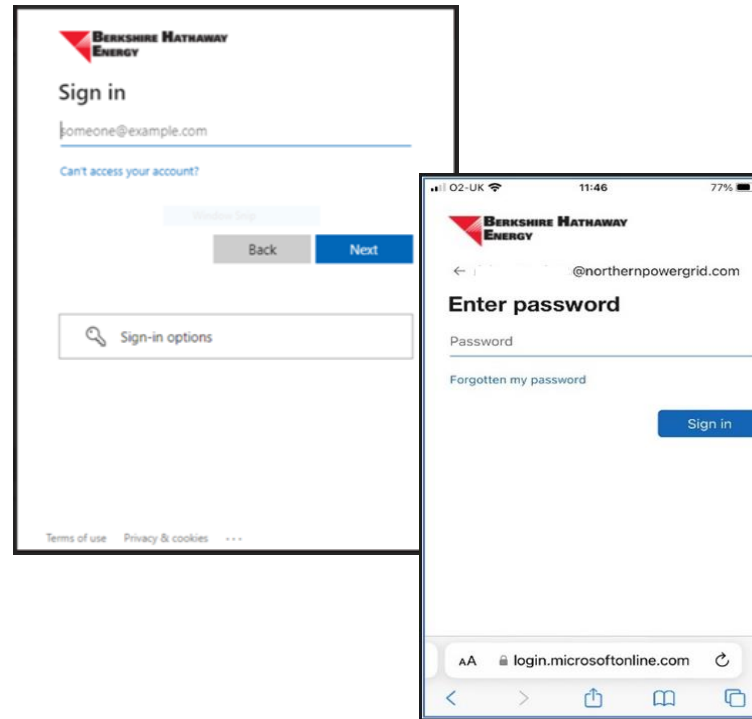 BERKSHIRE HATHAWAY
ENERGY
Sign in
someone@example.com
Can't access your account?
Window Snip
Back
Next
Sign-in options
Terms of use Privacy & cookies ...
O2-UK 11:46 77%
BERKSHIRE HATHAWAY
ENERGY
@northernpowergrid.com
Enter password
Password
Forgotten my password
Sign in
AA login.microsoftonline.com